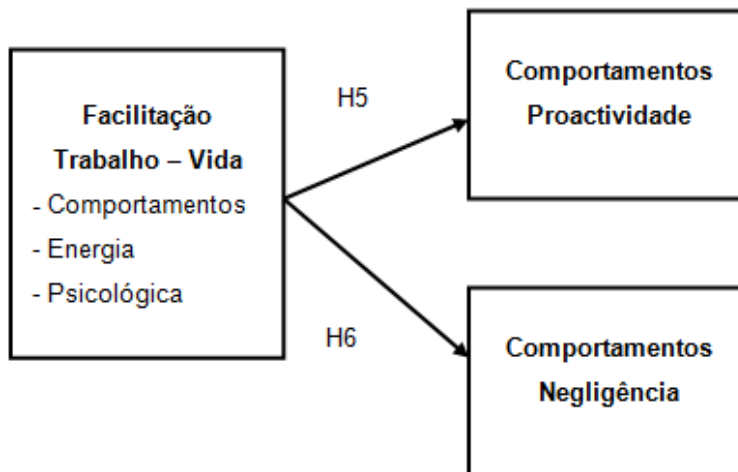 Facilitação
Trabalho – Vida
- Comportamentos
- Energia
- Psicológica
H5
H6
Comportamentos
Proactividade
Comportamentos
Negligência